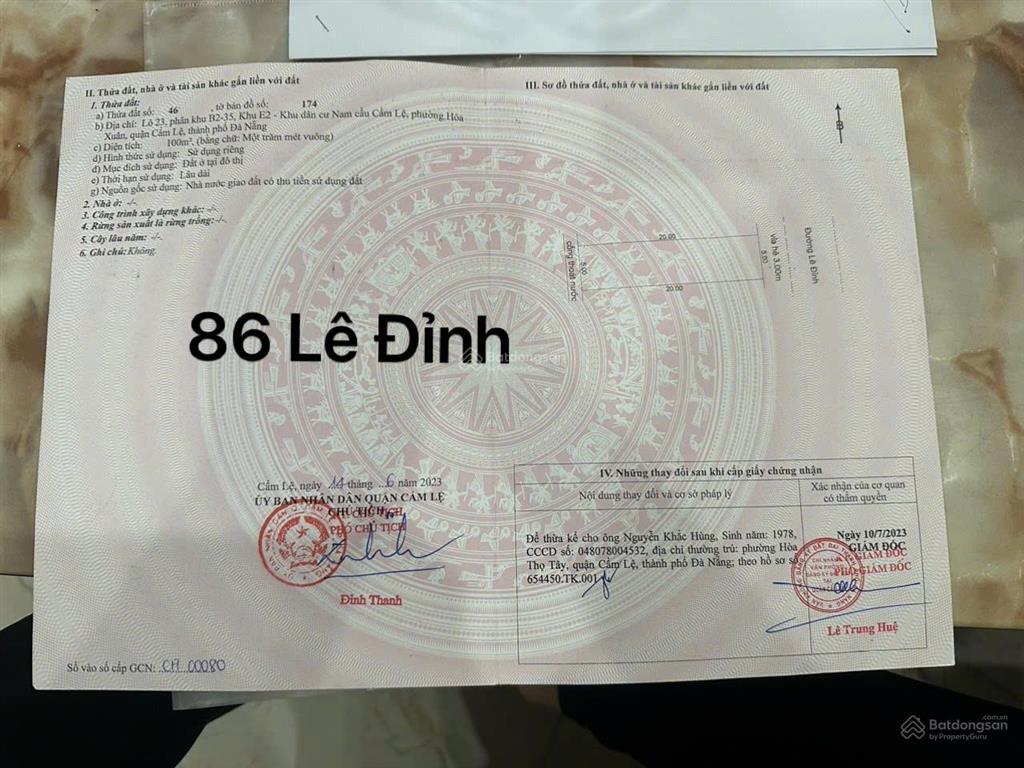 II. Thửa đất, nhà ở và tài sản khác gắn liền với đất
1. Thửa đất:
a) Thửa đất số: 46 , tờ bản đồ số: 174
b) Địa chỉ: Lô 23, phân khu B2-35, Khu E2 - Khu dân cư Nam cầu Cẩm Lệ, phường Hòa
Xuân, quận Cẩm Lệ, thành phố Đà Nẵng
c) Diện tích: 100m², (bằng chữ: Một trăm mét vuông)
d) Hình thức sử dụng: Sử dụng riêng
đ) Mục đích sử dụng: Đất ở tại đô thị
e) Thời hạn sử dụng: Lâu dài
g) Nguồn gốc sử dụng: Nhà nước giao đất có thu tiền sử dụng đất
2. Nhà ở: -/-
3. Công trình xây dựng khác: -/-
4. Rừng sản xuất là rừng trồng: -/-
5. Cây lâu năm: -/-
6. Ghi chú: Không.
III. Sơ đồ thửa đất, nhà ở và tài sản khác gắn liền với đất
B
20.00
5.00
5.00
20.00
cống thoát nước
vỉa hè 3.00m
Đường Lê Đỉnh
86 Lê Đỉnh
Batdongsan
Cẩm Lệ, ngày 14 tháng 6 năm 2023
ỦY BAN NHÂN DÂN QUẬN CẨM LỆ
CHỦ TỊCH
PHÓ CHỦ TỊCH
Đinh Thanh
Số vào sổ cấp GCN: CH 00080
IV. Những thay đổi sau khi cấp giấy chứng nhận
Nội dung thay đổi và cơ sở pháp lý
Xác nhận của cơ quan
có thẩm quyền
Để thừa kế cho ông Nguyễn Khắc Hùng, Sinh năm: 1978,
CCCD số: 048078004532, địa chỉ thường trú: phường Hòa
Thọ Tây, quận Cẩm Lệ, thành phố Đà Nẵng; theo hồ sơ số
654450.TK.001
Ngày 10/7/2023
GIÁM ĐỐC
PHÓ GIÁM ĐỐC
Lê Trung Huệ
Batdongsan.com.vn
by PropertyGuru